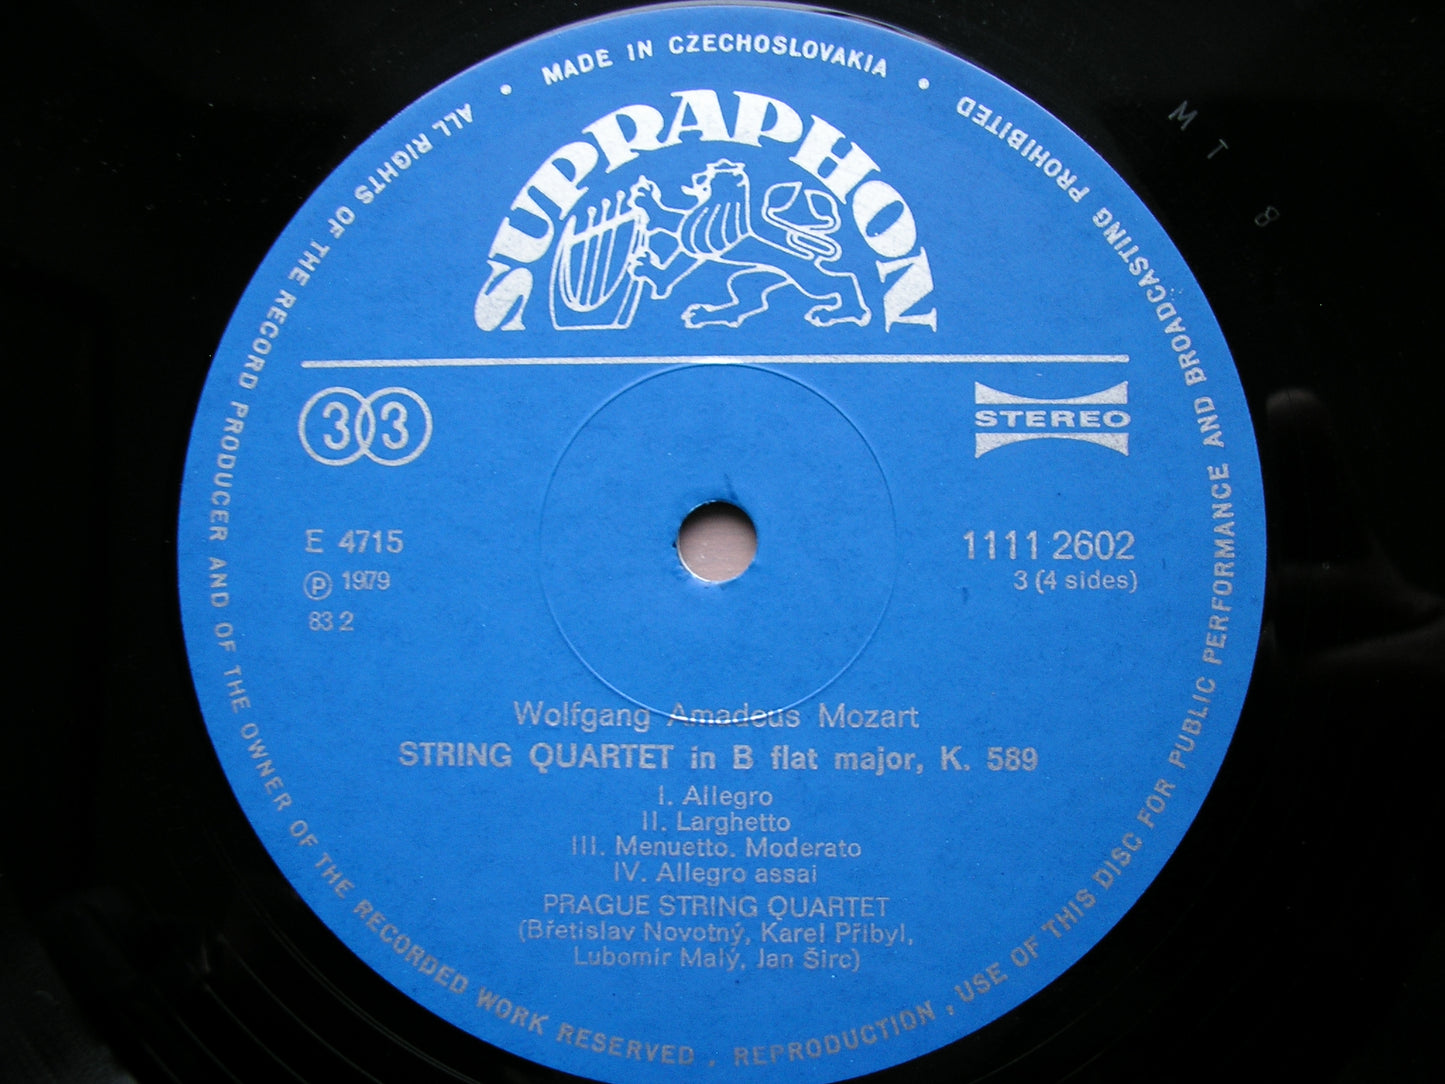 MADE IN CZECHOSLOVAKIA
ALL RIGHTS OF THE RECORD PRODUCER AND OF THE OWNER OF THE RECORDED WORK RESERVED . REPRODUCTION , USE OF THIS DISC FOR PUBLIC PERFORMANCE AND BROADCASTING PROHIBITED
SUPRAPHON
33
STEREO
E 4715
Ⓟ 1979
83 2
1111 2602
3 (4 sides)
Wolfgang Amadeus Mozart
STRING QUARTET in B flat major, K. 589
I. Allegro
II. Larghetto
III. Menuetto. Moderato
IV. Allegro assai
PRAGUE STRING QUARTET
(Břetislav Novotný, Karel Přibyl,
Lubomír Malý, Jan Širc)
M T 8